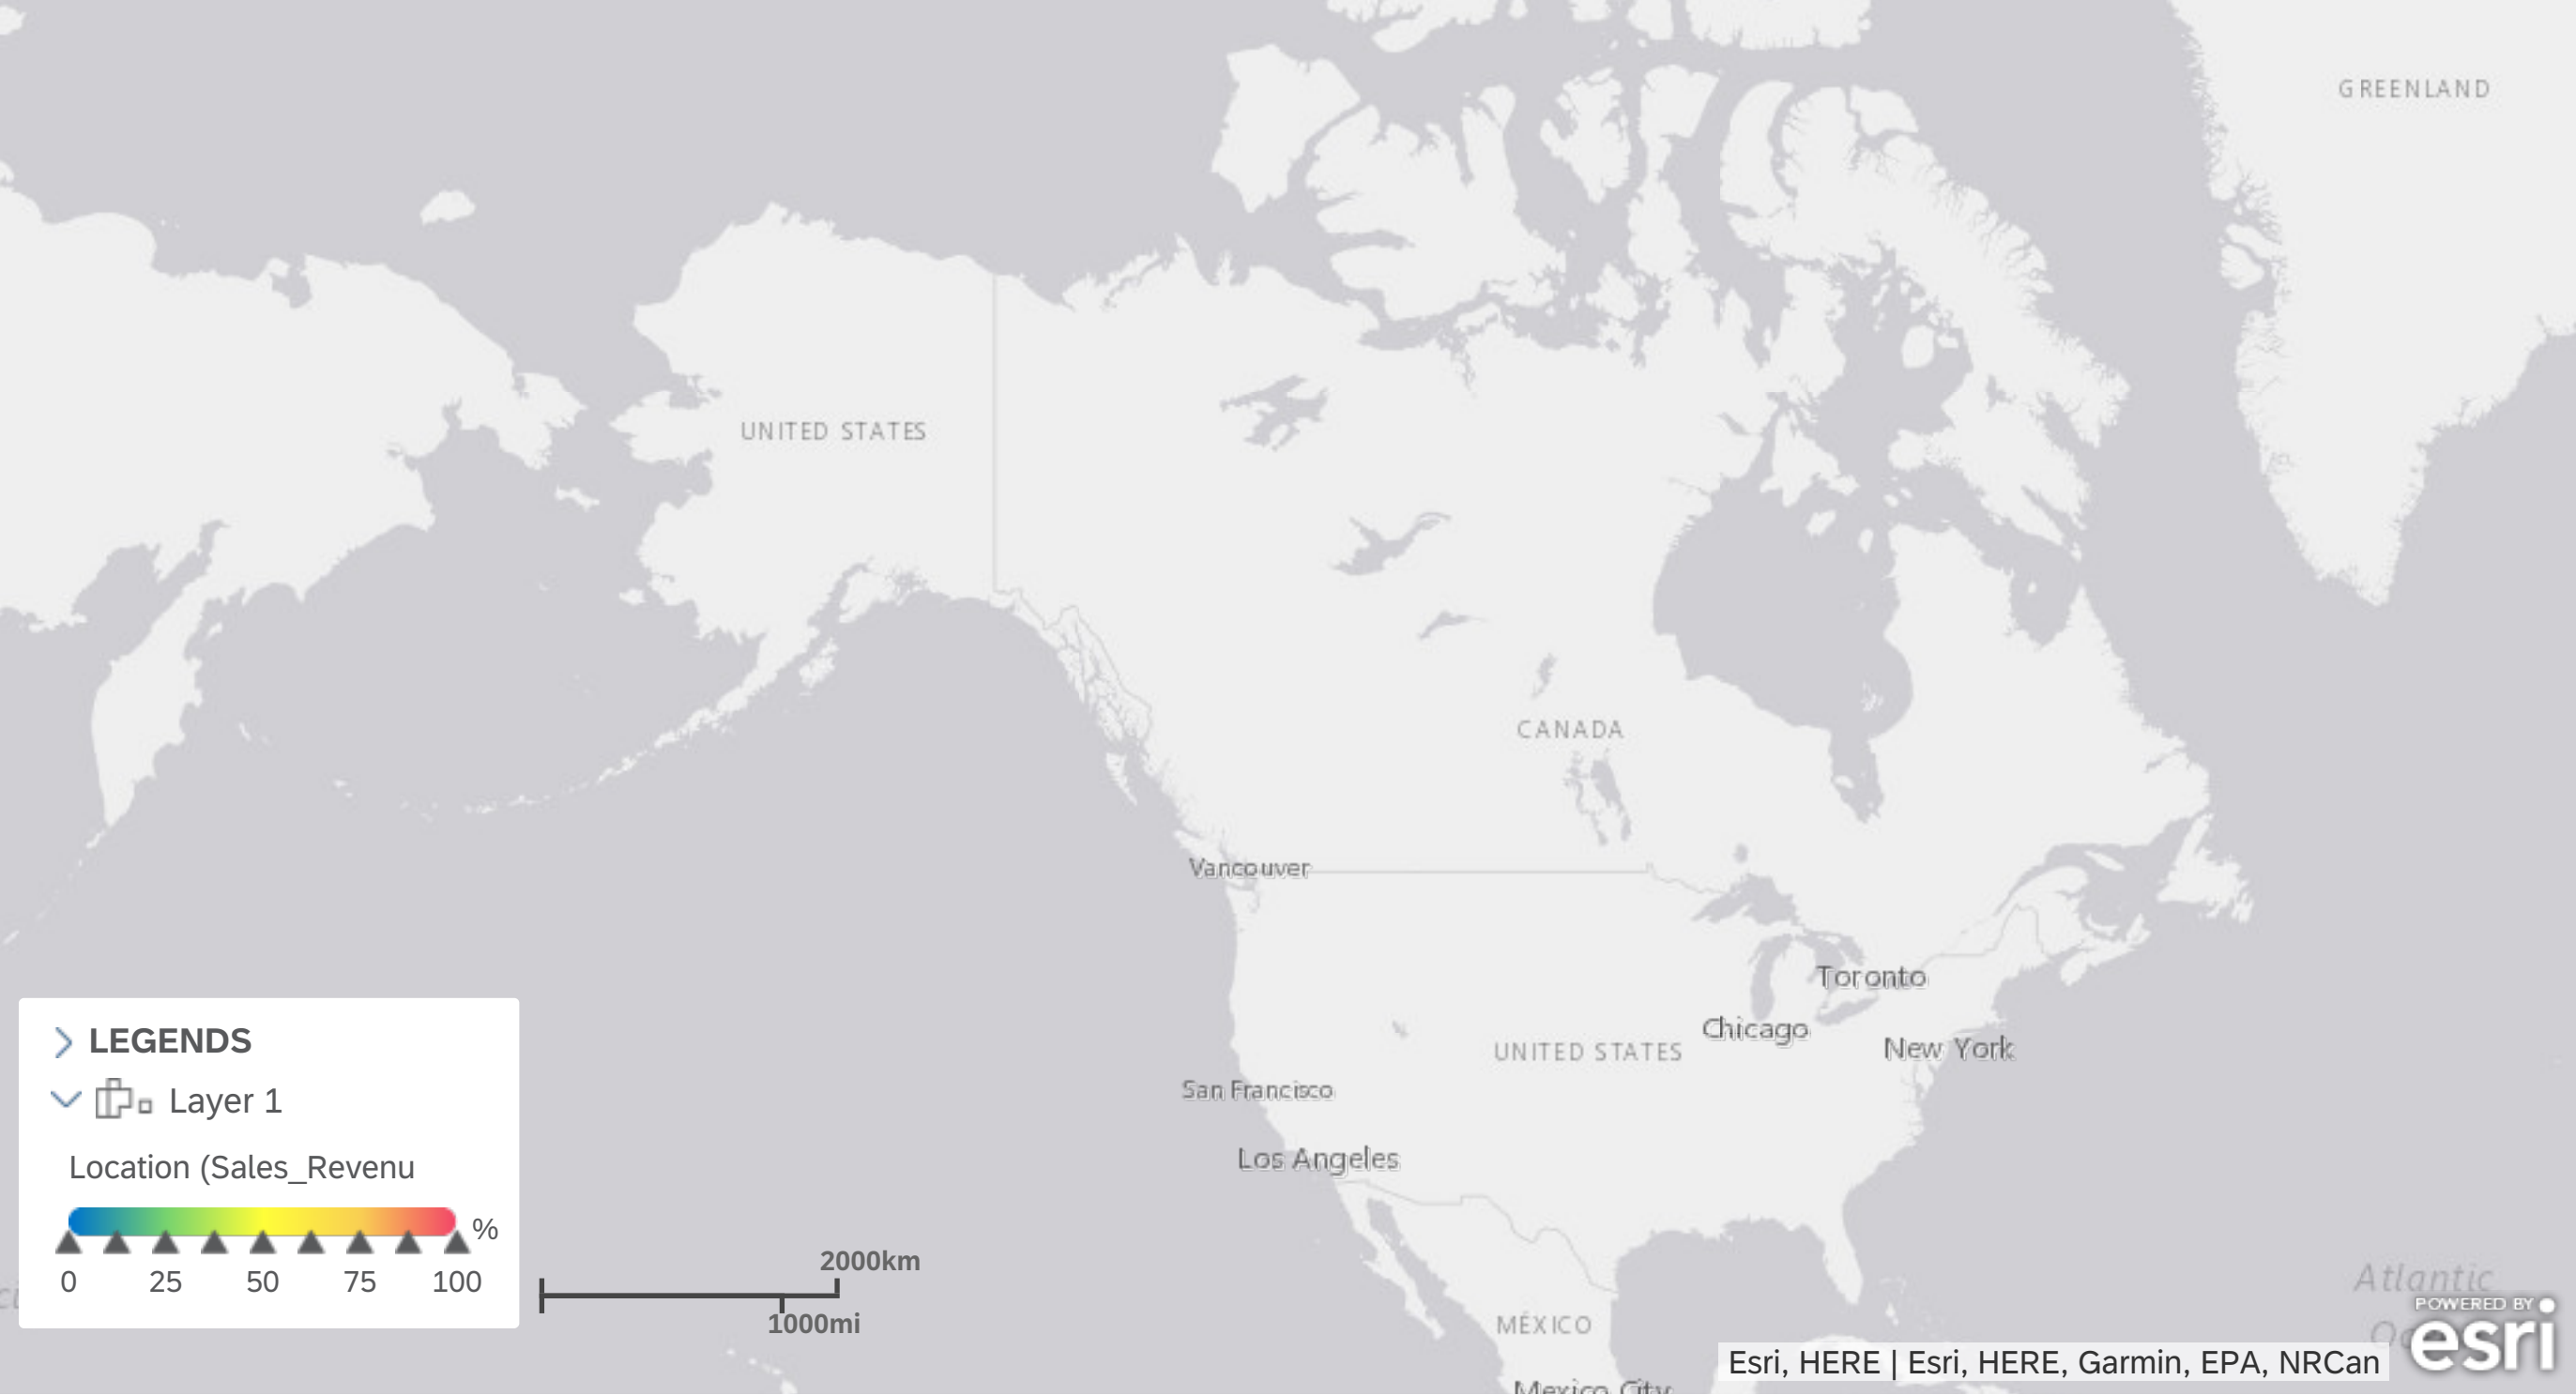 GREENLAND
UNITED STATES
CANADA
Vancouver
Toronto
Chicago
New York
UNITED STATES
San Francisco
Los Angeles
LEGENDS
Layer 1
Location (Sales_Revenu
%
0 25 50 75 100
2000km
1000mi
MÉXICO
Mexico City
Atlantic
POWERED BY
esri
Esri, HERE | Esri, HERE, Garmin, EPA, NRCan